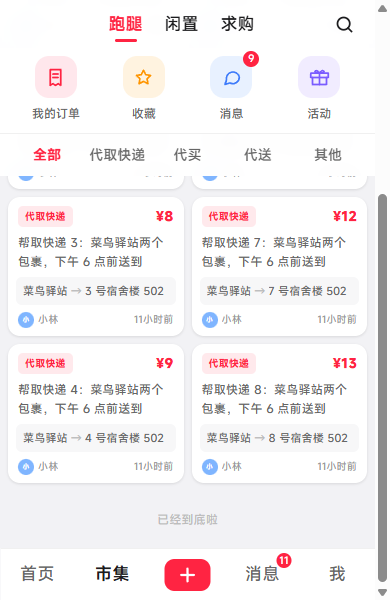 跑腿 闲置 求购
9
我的订单 收藏 消息 活动
全部 代取快递 代买 代送 其他
代取快递 ¥8
帮取快递 3：菜鸟驿站两个
包裹，下午 6 点前送到
菜鸟驿站 → 3 号宿舍楼 502
小 小林 11小时前
代取快递 ¥12
帮取快递 7：菜鸟驿站两个
包裹，下午 6 点前送到
菜鸟驿站 → 7 号宿舍楼 502
小 小林 11小时前
代取快递 ¥9
帮取快递 4：菜鸟驿站两个
包裹，下午 6 点前送到
菜鸟驿站 → 4 号宿舍楼 502
小 小林 11小时前
代取快递 ¥13
帮取快递 8：菜鸟驿站两个
包裹，下午 6 点前送到
菜鸟驿站 → 8 号宿舍楼 502
小 小林 11小时前
已经到底啦
首页 市集 + 消息 11 我